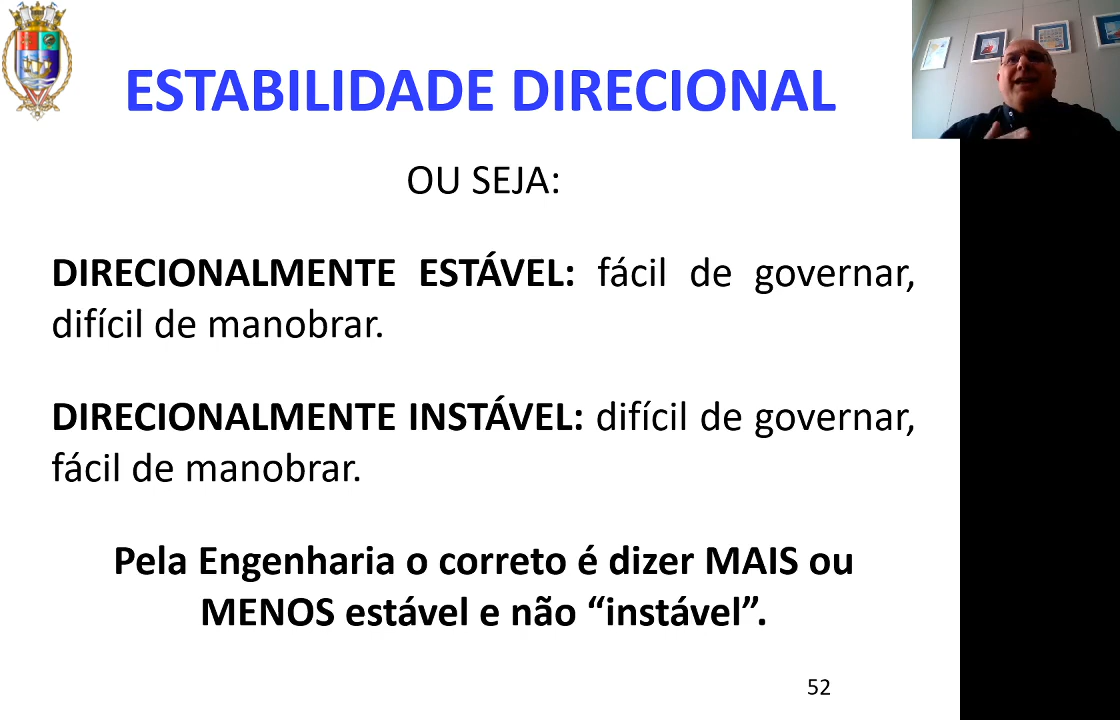 ESTABILIDADE DIRECIONAL
OU SEJA:
DIRECIONALMENTE ESTÁVEL: fácil de governar,
difícil de manobrar.
DIRECIONALMENTE INSTÁVEL: difícil de governar,
fácil de manobrar.
Pela Engenharia o correto é dizer MAIS ou
MENOS estável e não “instável”.
52